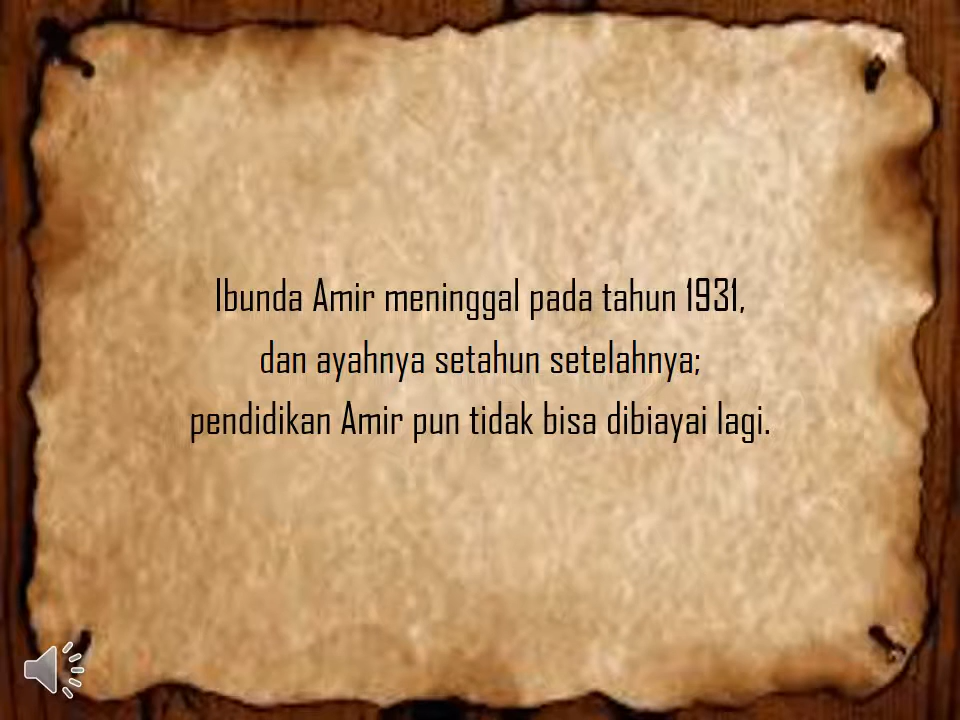 Ibunda Amir meninggal pada tahun 1931,
dan ayahnya setahun setelahnya;
pendidikan Amir pun tidak bisa dibiayai lagi.